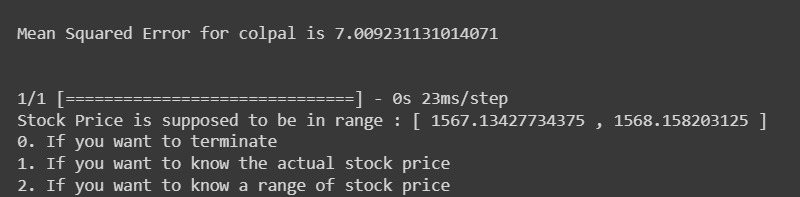 Mean Squared Error for colpal is 7.009231131014071
1/1 [==============================] - 0s 23ms/step
Stock Price is supposed to be in range : [ 1567.13427734375 , 1568.158203125 ]
0. If you want to terminate
1. If you want to know the actual stock price
2. If you want to know a range of stock price